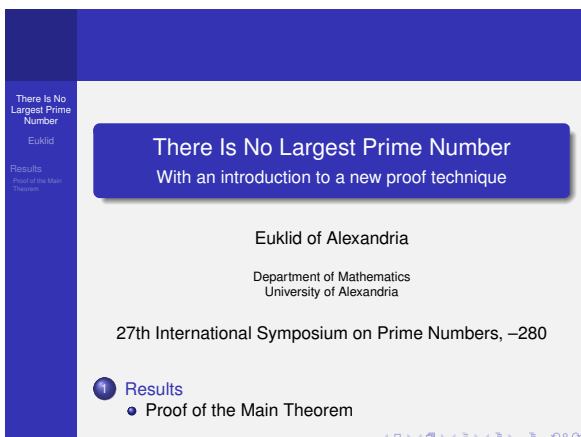 There Is No
Largest Prime
Number
Euklid
Results
Proof of the Main
Theorem
There Is No Largest Prime Number
With an introduction to a new proof technique
Euklid of Alexandria
Department of Mathematics
University of Alexandria
27th International Symposium on Prime Numbers, –280
1 Results
Proof of the Main Theorem